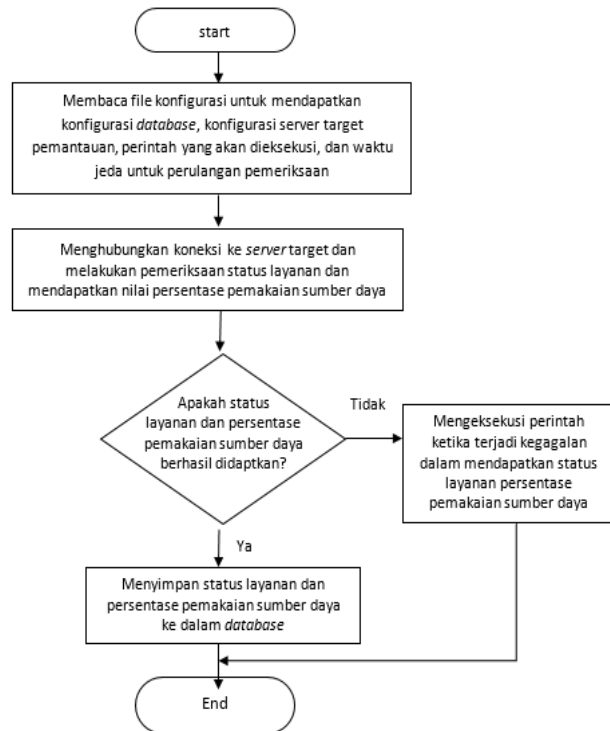 start
Membaca file konfigurasi untuk mendapatkan
konfigurasi database, konfigurasi server target
pemantauan, perintah yang akan dieksekusi, dan waktu
jeda untuk perulangan pemeriksaan
Menghubungkan koneksi ke server target dan
melakukan pemeriksaan status layanan dan
mendapatkan nilai persentase pemakaian sumber daya
Apakah status
layanan dan persentase
pemakaian sumber daya
berhasil didaptkan?
Tidak
Mengeksekusi perintah
ketika terjadi kegagalan
dalam mendapatkan status
layanan persentase
pemakaian sumber daya
Ya
Menyimpan status layanan dan
persentase pemakaian sumber daya
ke dalam database
End